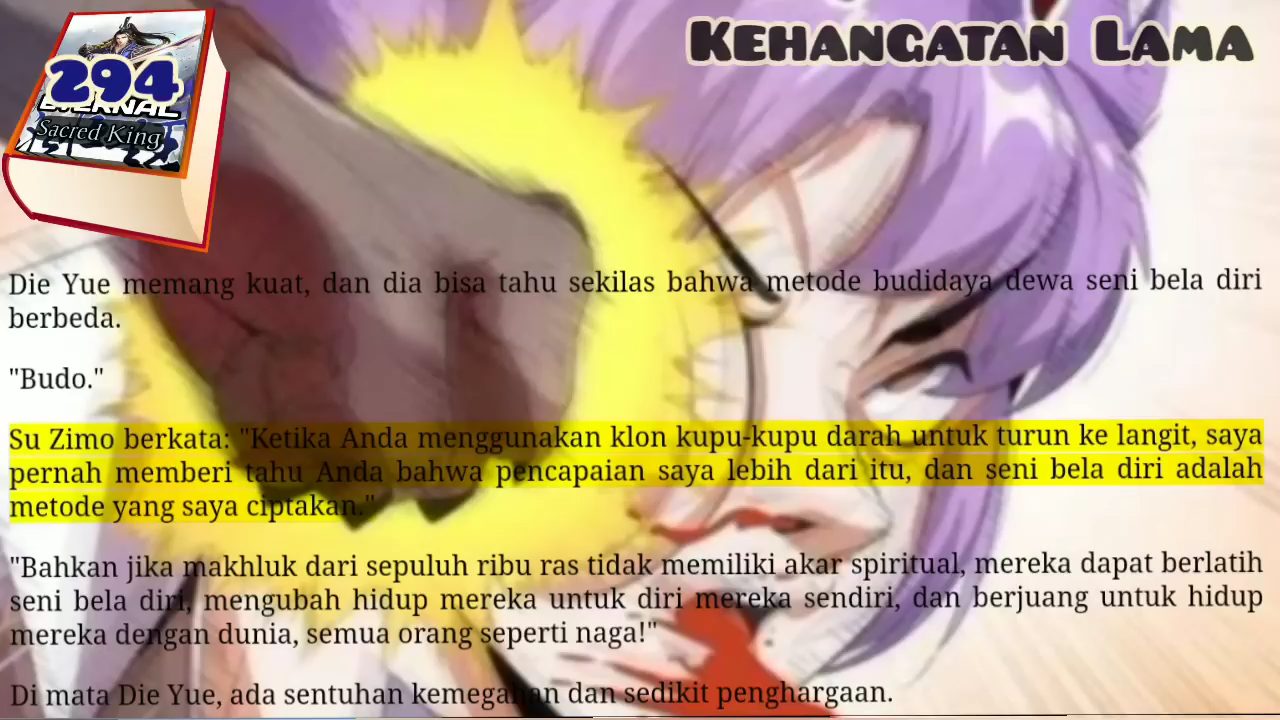 Kehangatan Lama
294
ETERNAL
Sacred King
Die Yue memang kuat, dan dia bisa tahu sekilas bahwa metode budidaya dewa seni bela diri
berbeda.
"Budo."
Su Zimo berkata: "Ketika Anda menggunakan klon kupu-kupu darah untuk turun ke langit, saya
pernah memberi tahu Anda bahwa pencapaian saya lebih dari itu, dan seni bela diri adalah
metode yang saya ciptakan."
"Bahkan jika makhluk dari sepuluh ribu ras tidak memiliki akar spiritual, mereka dapat berlatih
seni bela diri, mengubah hidup mereka untuk diri mereka sendiri, dan berjuang untuk hidup
mereka dengan dunia, semua orang seperti naga!"
Di mata Die Yue, ada sentuhan kemegahan dan sedikit penghargaan.